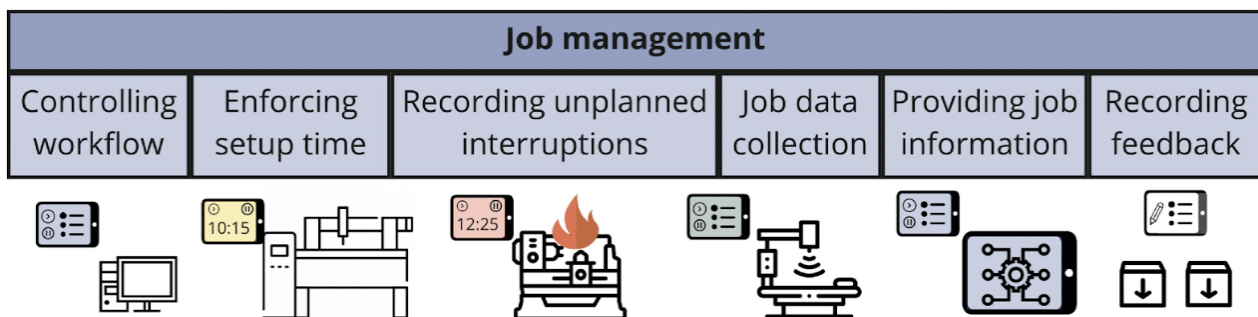 Job management
Controlling workflow
Enforcing setup time
Recording unplanned interruptions
Job data collection
Providing job information
Recording feedback
10:15
12:25